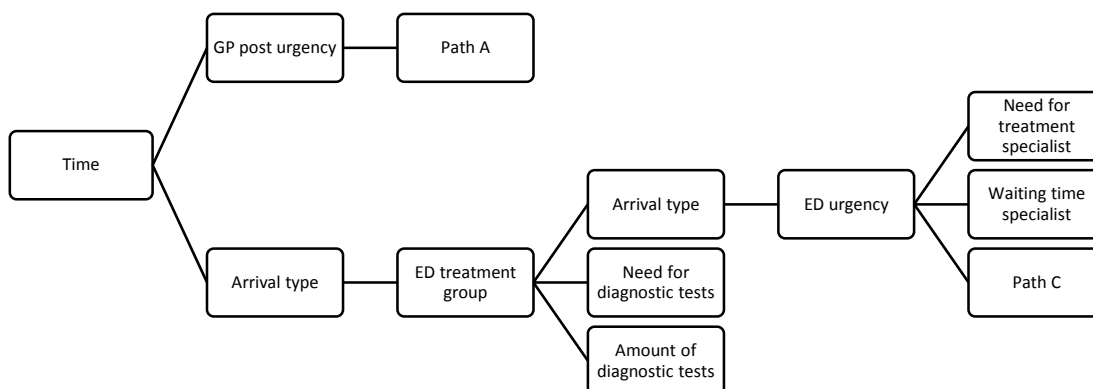 GP post urgency
Path A
Time
Need for
treatment
specialist
Arrival type
ED urgency
Waiting time
specialist
Arrival type
ED treatment
group
Need for
diagnostic tests
Path C
Amount of
diagnostic tests